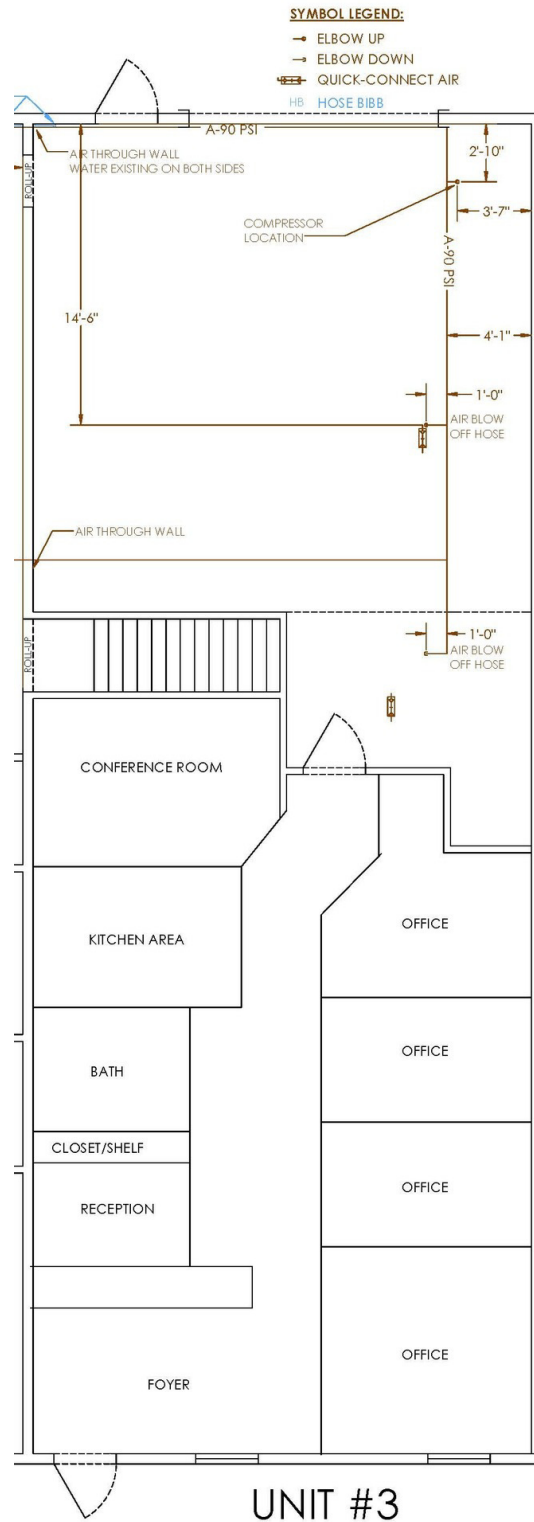 SYMBOL LEGEND:
ELBOW UP
ELBOW DOWN
QUICK-CONNECT AIR
HB HOSE BIBB
A-90 PSI
AIR THROUGH WALL
WATER EXISTING ON BOTH SIDES
ROLL-UP
2'-10"
3'-7"
COMPRESSOR
LOCATION
A-90 PSI
14'-6"
4'-1"
1'-0"
AIR BLOW
OFF HOSE
AIR THROUGH WALL
1'-0"
AIR BLOW
OFF HOSE
ROLL-UP
CONFERENCE ROOM
KITCHEN AREA
OFFICE
BATH
OFFICE
CLOSET/SHELF
RECEPTION
OFFICE
FOYER
OFFICE
UNIT #3